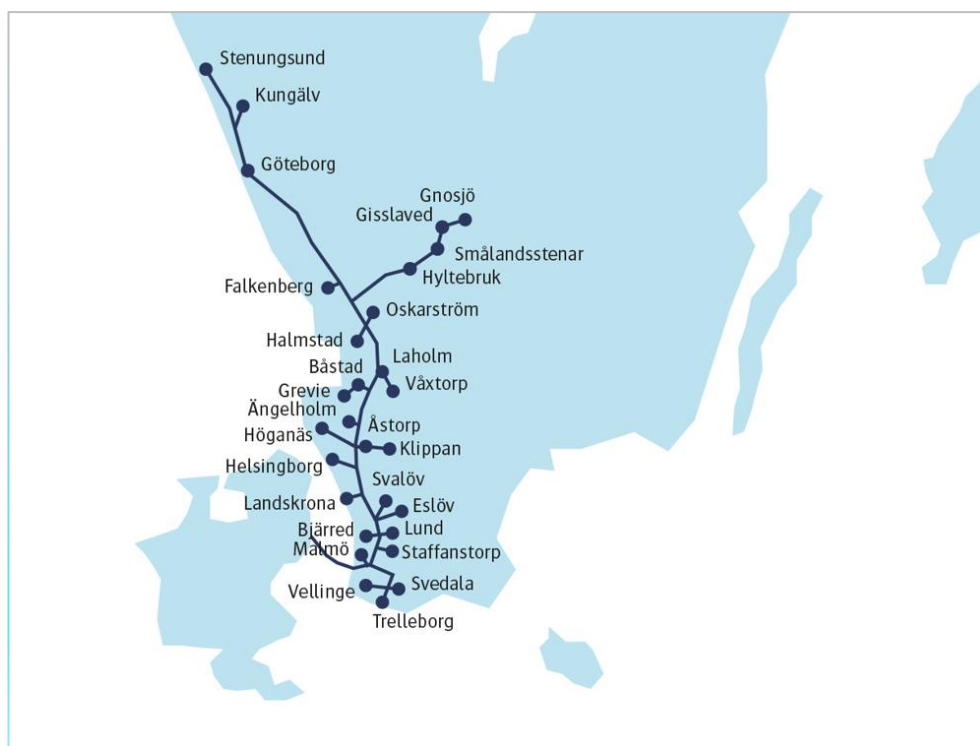 Stenungsund
Kungälv
Göteborg
Gnosjö
Gisslaved
Smålandsstenar
Hyltebruk
Falkenberg
Oskarström
Halmstad
Laholm
Båstad
Våxtorp
Grevie
Ängelholm
Åstorp
Höganäs
Klippan
Helsingborg
Svalöv
Landskrona
Eslöv
Bjärred
Lund
Malmö
Staffanstorp
Svedala
Vellinge
Trelleborg